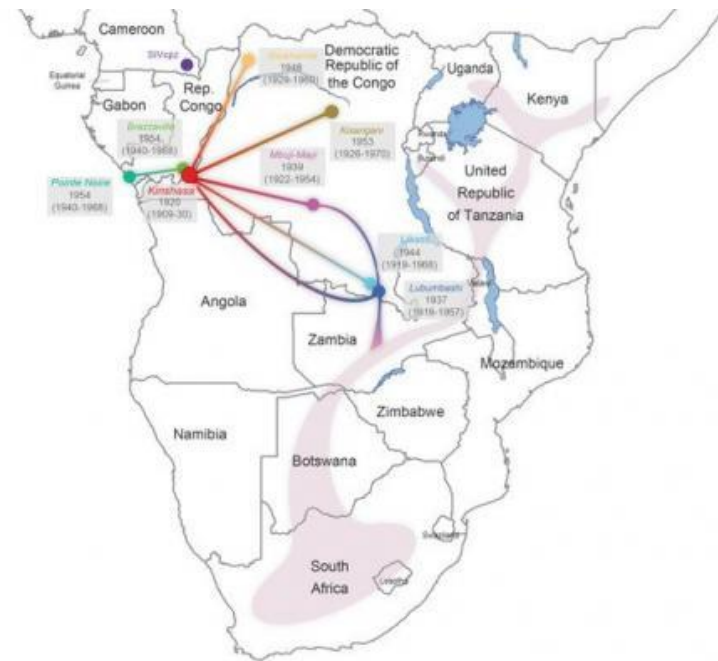 Cameroon
SIVcpz
Equatorial
Guinea
Gabon
Rep.
Congo
1948
(1929-1969)
Democratic
Republic of
the Congo
Uganda
Kenya
Rwanda
Burundi
Brazzaville
1954,
(1940-1968)
Kisangani
1953
(1926-1970)
Mbuji-Mayi
1939
(1922-1954)
United
Republic
of Tanzania
Pointe Noire
1954
(1940-1968)
Kinshasa
1920
(1909-30)
Likasi
1944
(1919-1968)
Lubumbashi
1937
(1919-1957)
Malawi
Angola
Zambia
Mozambique
Zimbabwe
Namibia
Botswana
Swaziland
South
Africa
Lesotho